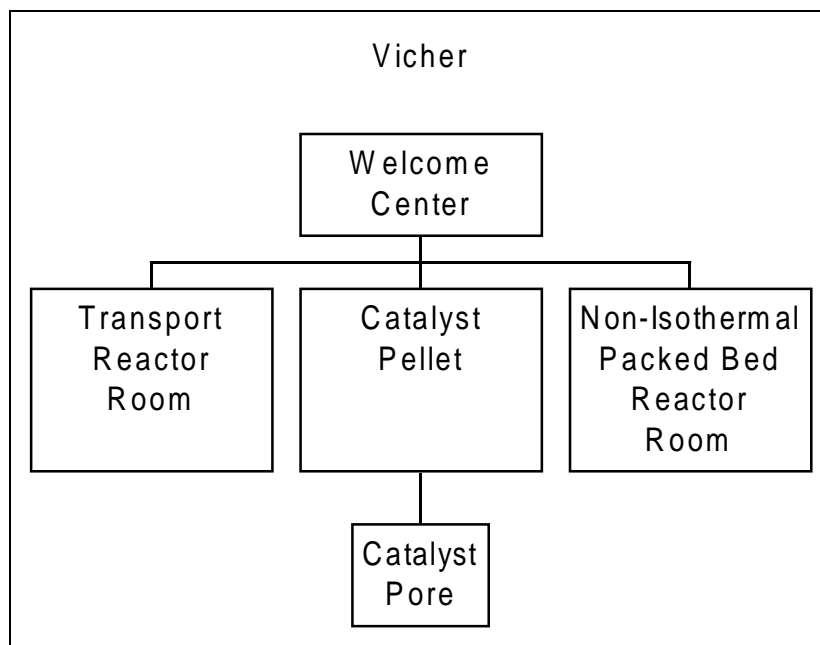 Vicher
Welcome
Center
Transport
Reactor
Room
Catalyst
Pellet
Non-Isothermal
Packed Bed
Reactor
Room
Catalyst
Pore